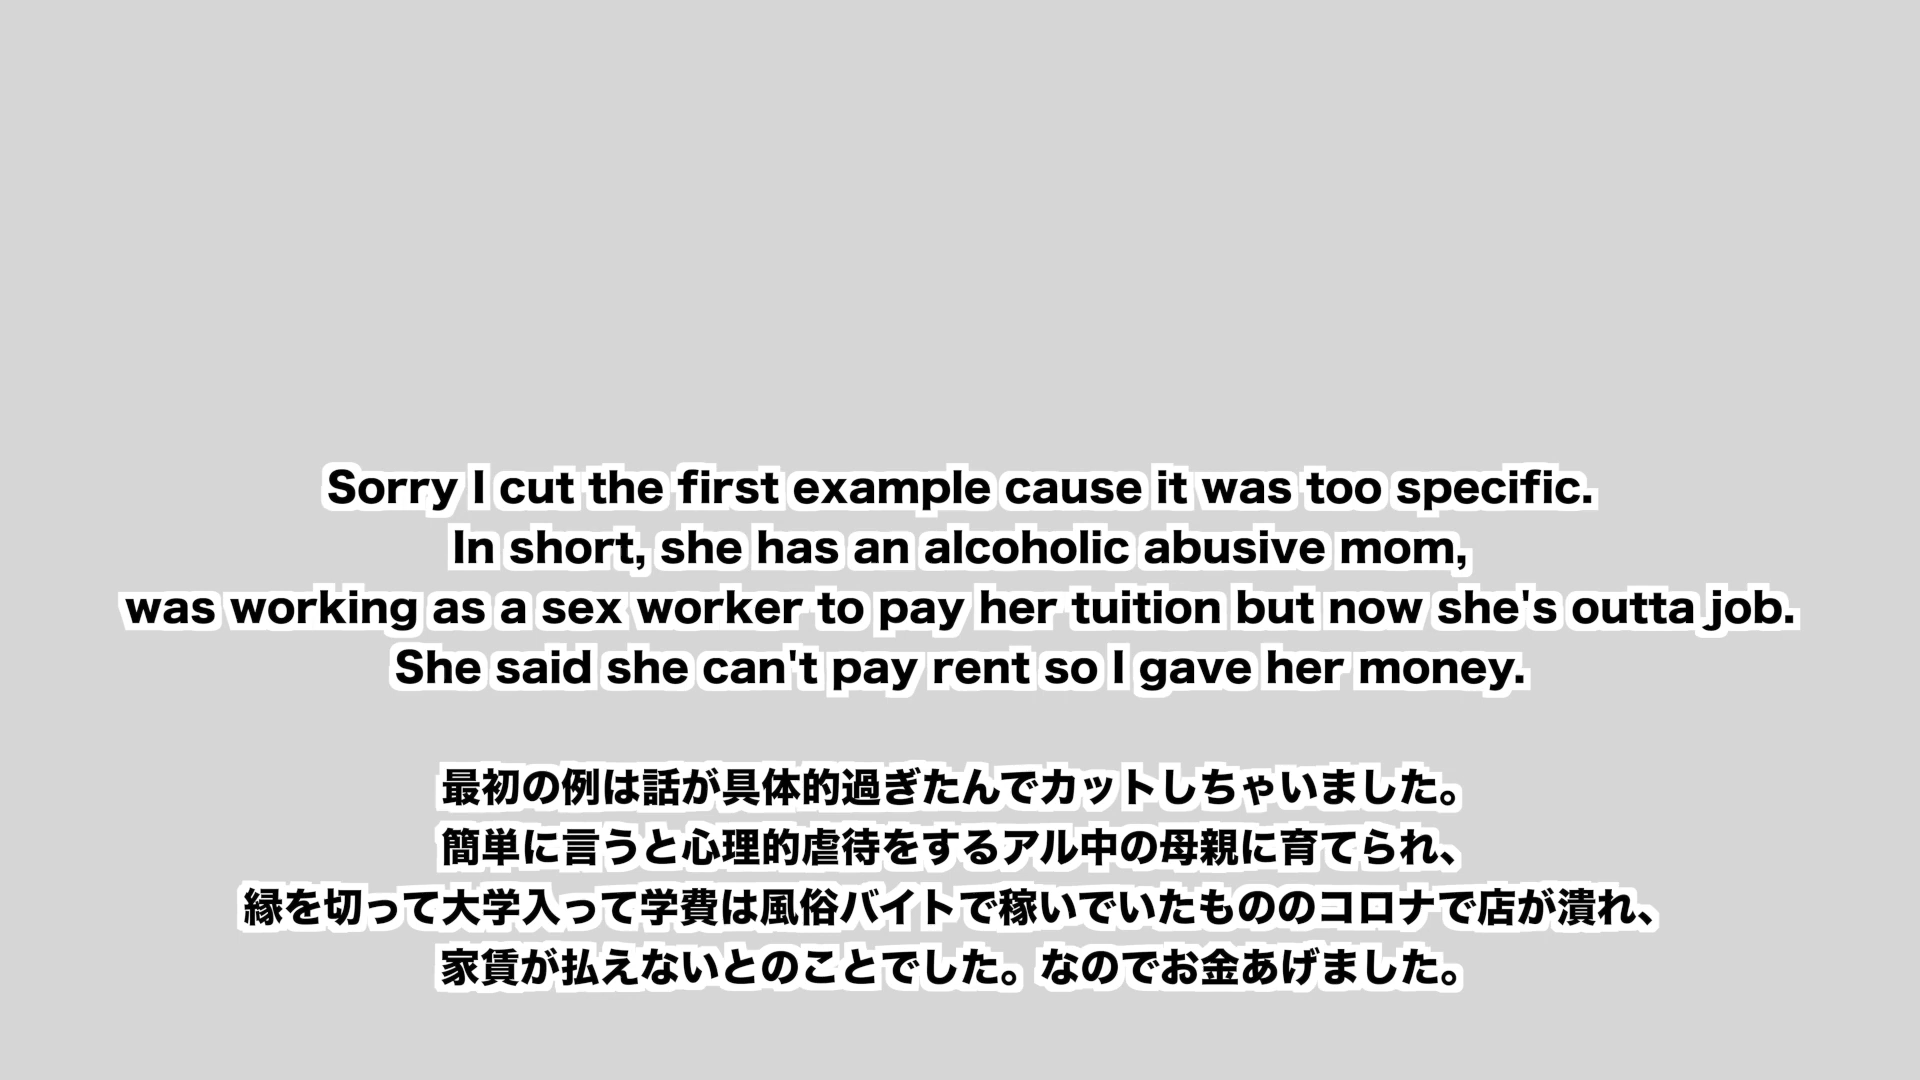 Sorry I cut the first example cause it was too specific.
In short, she has an alcoholic abusive mom,
was working as a sex worker to pay her tuition but now she's outta job.
She said she can't pay rent so I gave her money.
最初の例は話が具体的過ぎたんでカットしちゃいました。
簡単に言うと心理的虐待をするアル中の母親に育てられ、
縁を切って大学入って学費は風俗バイトで稼いでいたもののコロナで店が潰れ、
家賃が払えないとのことでした。なのでお金あげました。